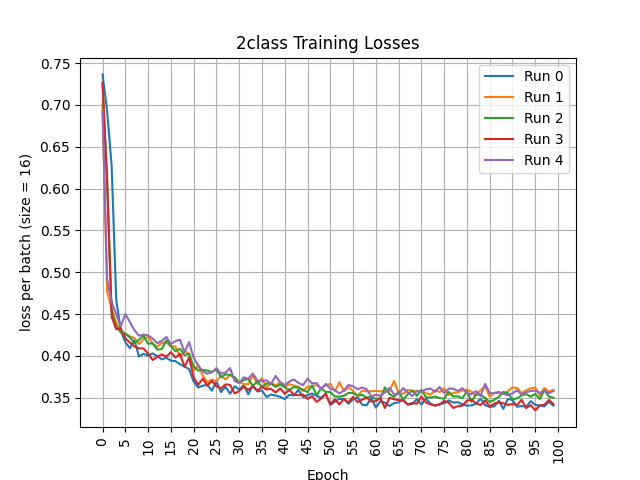 2class Training Losses
loss per batch (size = 16)
0.75
0.70
0.65
0.60
0.55
0.50
0.45
0.40
0.35
Run 0
Run 1
Run 2
Run 3
Run 4
0 5 10 15 20 25 30 35 40 45 50 55 60 65 70 75 80 85 90 95 100
Epoch